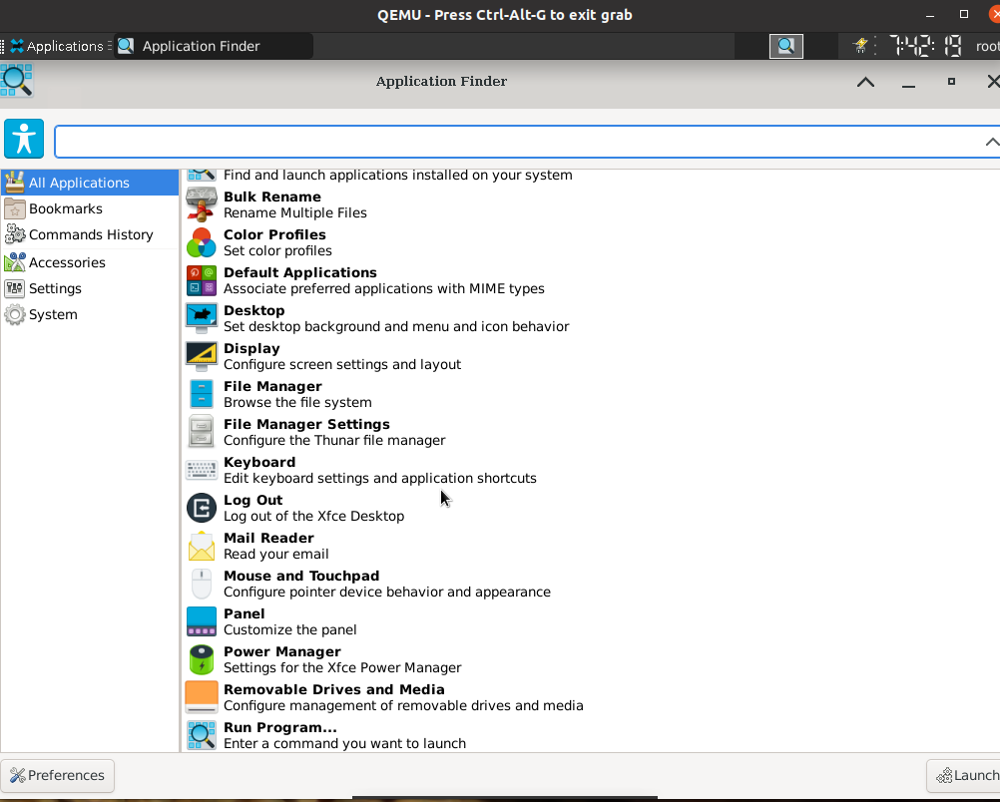 QEMU - Press Ctrl-Alt-G to exit grab
Applications
Application Finder
7:42:19
root
Application Finder
All Applications
Bookmarks
Commands History
Accessories
Settings
System
Find and launch applications installed on your system
Bulk Rename
Rename Multiple Files
Color Profiles
Set color profiles
Default Applications
Associate preferred applications with MIME types
Desktop
Set desktop background and menu and icon behavior
Display
Configure screen settings and layout
File Manager
Browse the file system
File Manager Settings
Configure the Thunar file manager
Keyboard
Edit keyboard settings and application shortcuts
Log Out
Log out of the Xfce Desktop
Mail Reader
Read your email
Mouse and Touchpad
Configure pointer device behavior and appearance
Panel
Customize the panel
Power Manager
Settings for the Xfce Power Manager
Removable Drives and Media
Configure management of removable drives and media
Run Program...
Enter a command you want to launch
Preferences
Launch